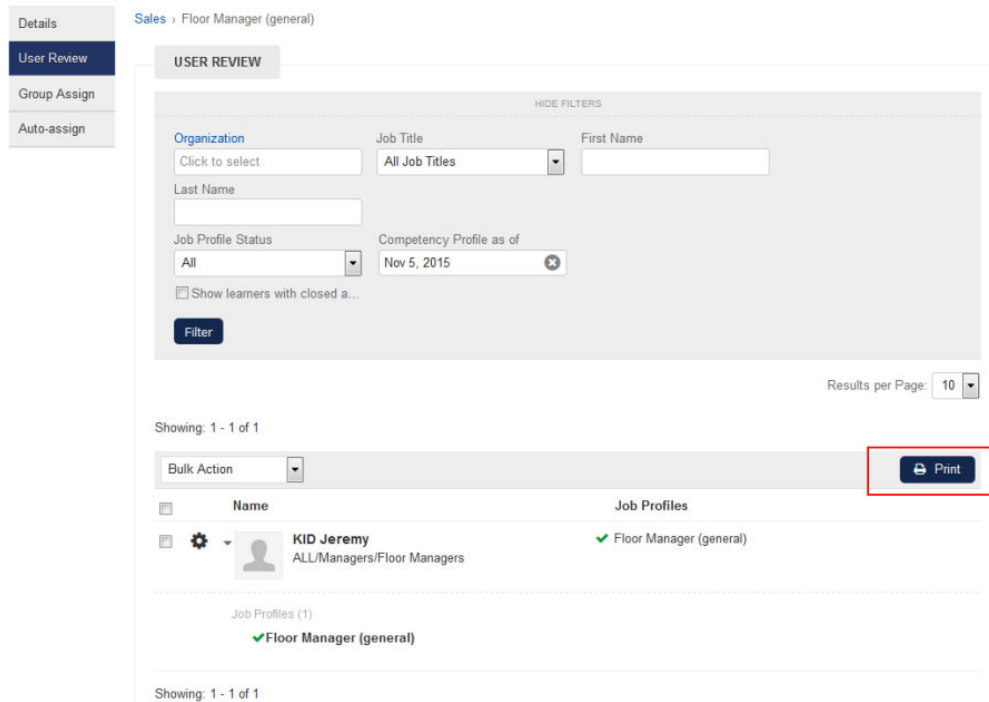 Details
User Review
Group Assign
Auto-assign
Sales › Floor Manager (general)
USER REVIEW
HIDE FILTERS
Organization Job Title First Name
Click to select All Job Titles
Last Name
Job Profile Status Competency Profile as of
All Nov 5, 2015
Show learners with closed a...
Filter
Results per Page: 10
Showing: 1 - 1 of 1
Bulk Action Print
Name Job Profiles
KID Jeremy Floor Manager (general)
ALL/Managers/Floor Managers
Job Profiles (1)
Floor Manager (general)
Showing: 1 - 1 of 1